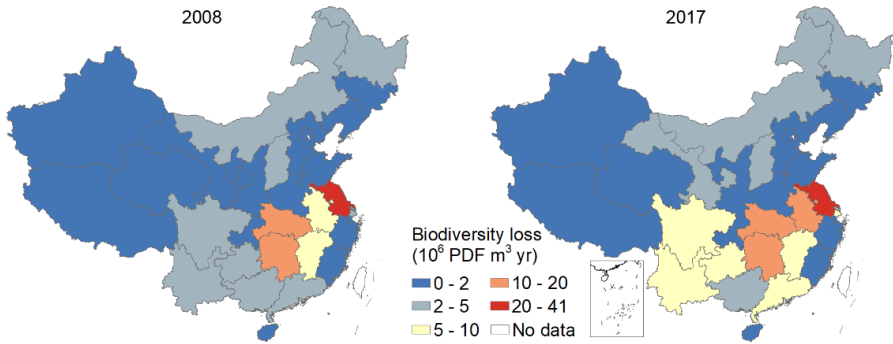 2008
2017
Biodiversity loss
(10⁶ PDF m³ yr)
0 - 2
10 - 20
2 - 5
20 - 41
5 - 10
No data